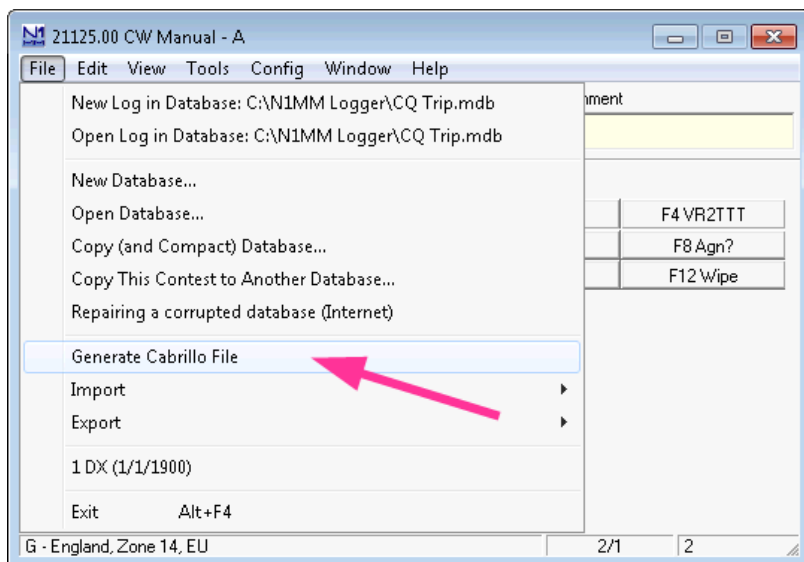 N1 21125.00 CW Manual - A
File Edit View Tools Config Window Help
New Log in Database: C:\N1MM Logger\CQ Trip.mdb
Open Log in Database: C:\N1MM Logger\CQ Trip.mdb
New Database...
Open Database...
Copy (and Compact) Database...
Copy This Contest to Another Database...
Repairing a corrupted database (Internet)
Generate Cabrillo File
Import
Export
1 DX (1/1/1900)
Exit Alt+F4
nment
F4 VR2TTT
F8 Agn?
F12 Wipe
G - England, Zone 14, EU 2/1 2